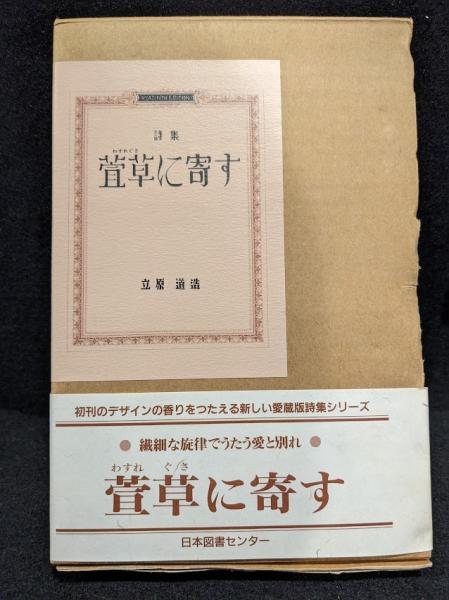 詩集
わすれぐさ
萓草に寄す
立原 道造
初刊のデザインの香りをつたえる新しい愛蔵版詩集シリーズ
● 繊細な旋律でうたう愛と別れ ●
わすれ ぐさ
萓草に寄す
日本図書センター